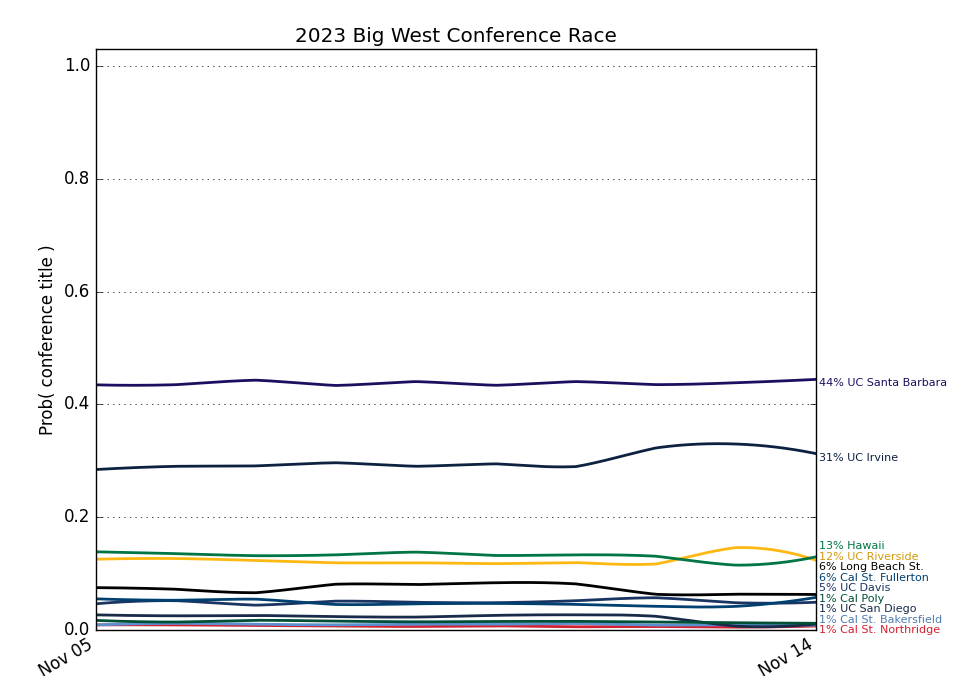 2023 Big West Conference Race
Prob( conference title )
1.0
0.8
0.6
0.4
0.2
0.0
Nov 05
Nov 14
44% UC Santa Barbara
31% UC Irvine
13% Hawaii
12% UC Riverside
6% Long Beach St.
6% Cal St. Fullerton
5% UC Davis
1% Cal Poly
1% UC San Diego
1% Cal St. Bakersfield
1% Cal St. Northridge